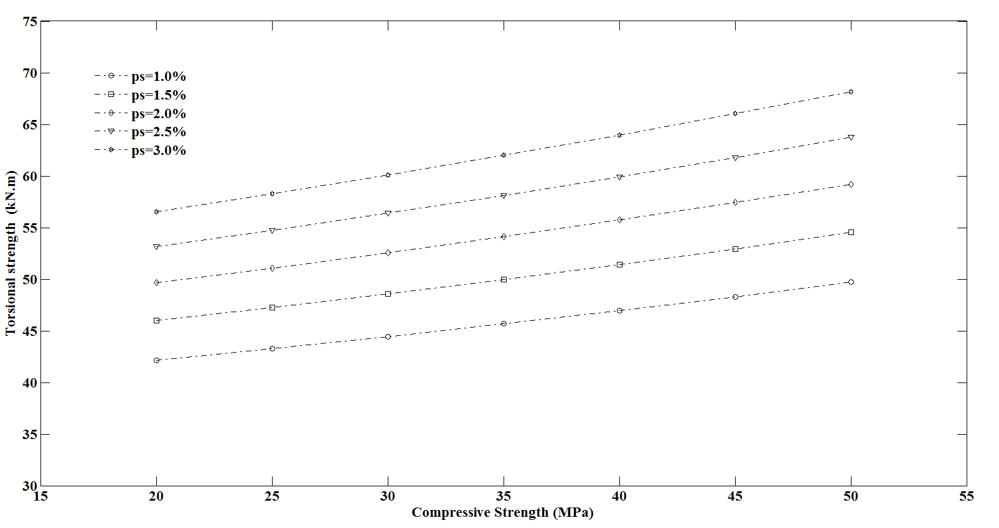 75
70
65
60
55
50
45
40
35
30
ps=1.0%
ps=1.5%
ps=2.0%
ps=2.5%
ps=3.0%
Torsional strength (kN.m)
15 20 25 30 35 40 45 50 55
Compressive Strength (MPa)